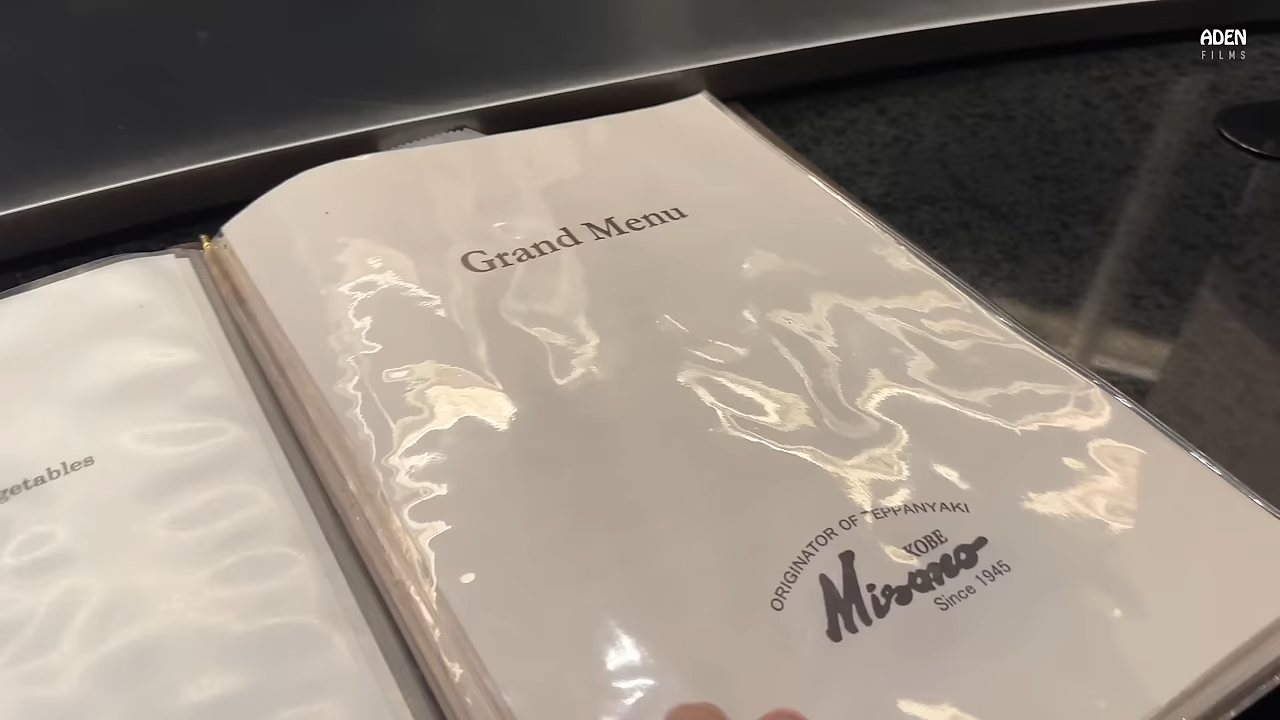 ADEN
FILMS
Grand Menu
getables
ORIGINATOR OF TEPPANYAKI
KOBE
Misono
Since 1945